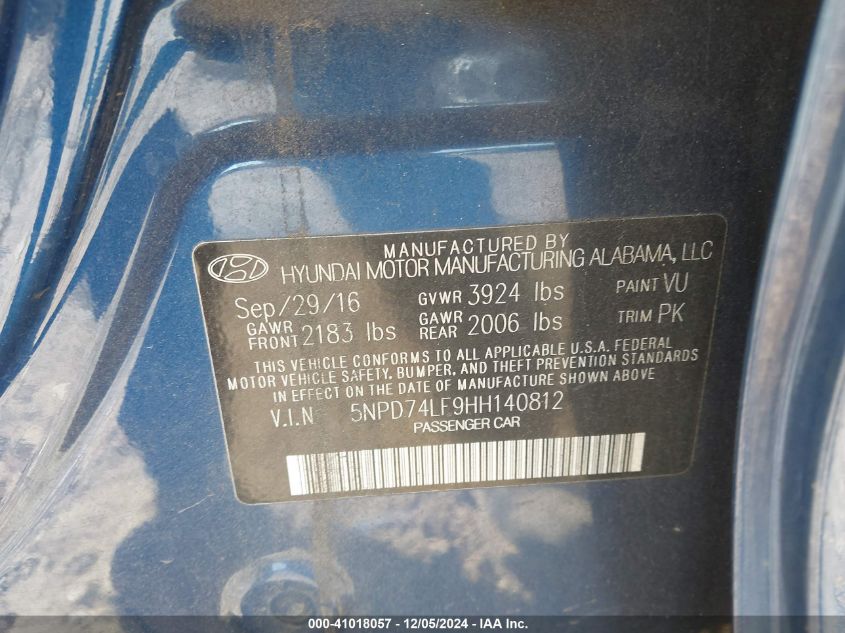 MANUFACTURED BY
HYUNDAI MOTOR MANUFACTURING ALABAMA, LLC
Sep/29/16 GVWR 3924 lbs PAINT VU
GAWR FRONT 2183 lbs GAWR REAR 2006 lbs TRIM PK
THIS VEHICLE CONFORMS TO ALL APPLICABLE U.S.A. FEDERAL
MOTOR VEHICLE SAFETY, BUMPER, AND THEFT PREVENTION STANDARDS
IN EFFECT ON THE DATE OF MANUFACTURE SHOWN ABOVE
V.I.N 5NPD74LF9HH140812
PASSENGER CAR
000-41018057 - 12/05/2024 - IAA Inc.